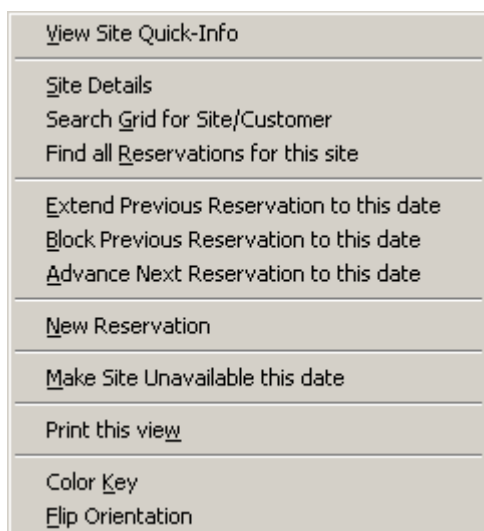 View Site Quick-Info
Site Details
Search Grid for Site/Customer
Find all Reservations for this site
Extend Previous Reservation to this date
Block Previous Reservation to this date
Advance Next Reservation to this date
New Reservation
Make Site Unavailable this date
Print this view
Color Key
Flip Orientation